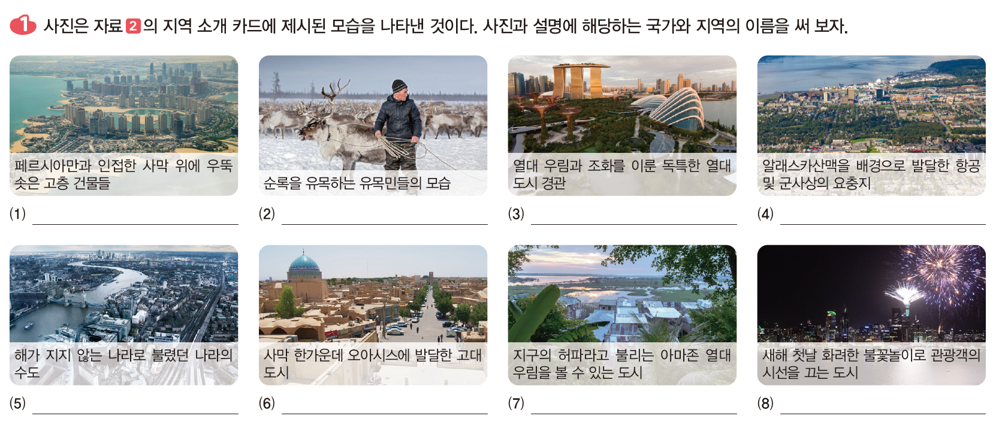 1 사진은 자료 2 의 지역 소개 카드에 제시된 모습을 나타낸 것이다. 사진과 설명에 해당하는 국가와 지역의 이름을 써 보자.
페르시아만과 인접한 사막 위에 우뚝
솟은 고층 건물들
(1)
순록을 유목하는 유목민들의 모습
(2)
열대 우림과 조화를 이룬 독특한 열대
도시 경관
(3)
알래스카산맥을 배경으로 발달한 항공
및 군사상의 요충지
(4)
해가 지지 않는 나라로 불렸던 나라의
수도
(5)
사막 한가운데 오아시스에 발달한 고대
도시
(6)
지구의 허파라고 불리는 아마존 열대
우림을 볼 수 있는 도시
(7)
새해 첫날 화려한 불꽃놀이로 관광객의
시선을 끄는 도시
(8)